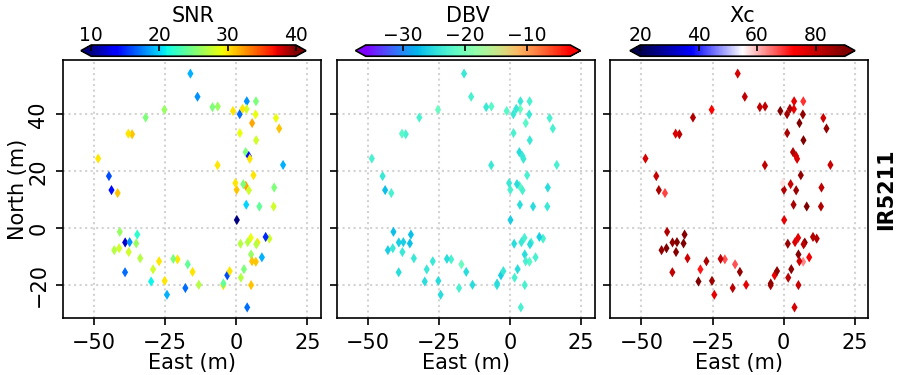 SNR DBV Xc
10 20 30 40 −30 −20 −10 20 40 60 80
North (m)
40
20
0
−20
IR5211
−50 −25 0 25 −50 −25 0 25 −50 −25 0 25
East (m) East (m) East (m)